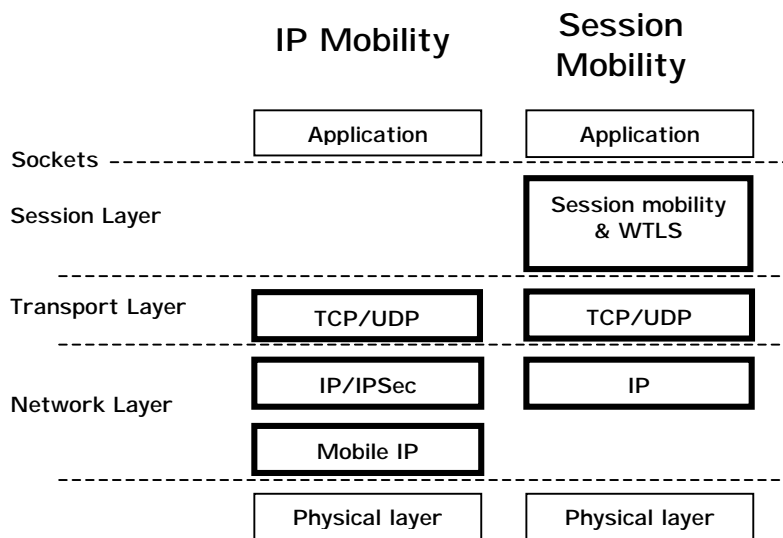 IP Mobility
Session
Mobility
Application
Application
Sockets
Session Layer
Session mobility
& WTLS
Transport Layer
TCP/UDP
TCP/UDP
Network Layer
IP/IPSec
IP
Mobile IP
Physical layer
Physical layer